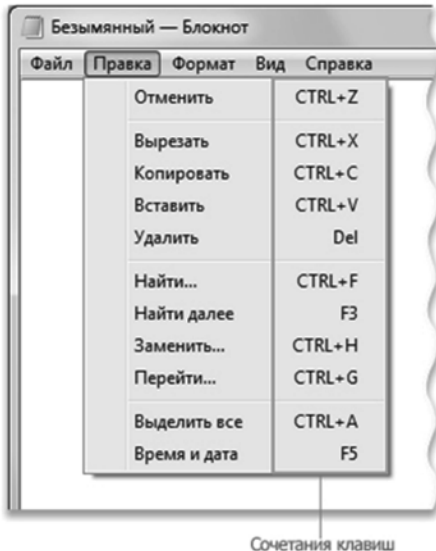 Безымянный — Блокнот
Файл Правка Формат Вид Справка
Отменить CTRL+Z
Вырезать CTRL+X
Копировать CTRL+C
Вставить CTRL+V
Удалить Del
Найти... CTRL+F
Найти далее F3
Заменить... CTRL+H
Перейти... CTRL+G
Выделить все CTRL+A
Время и дата F5
Сочетания клавиш